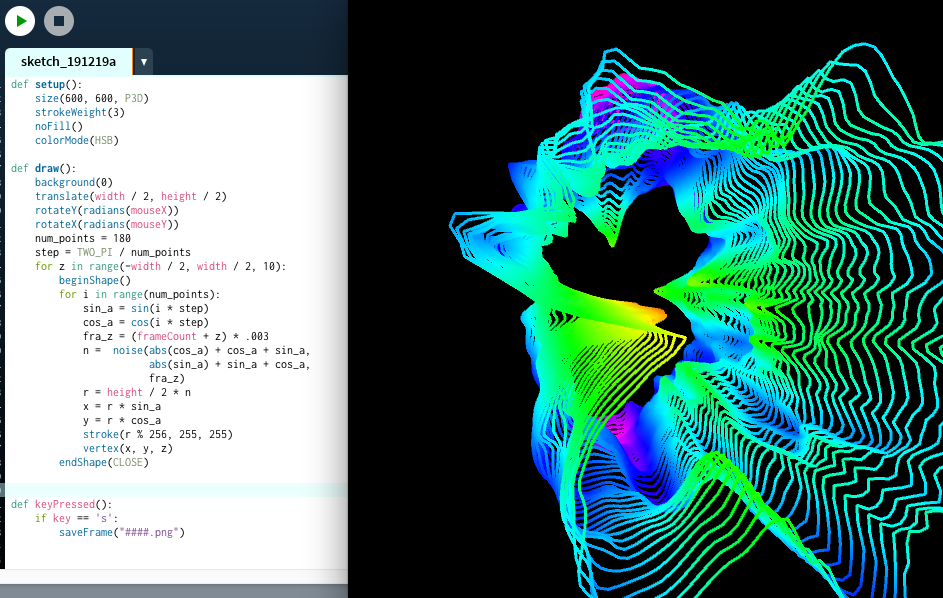 sketch_191219a ▼
def setup():
    size(600, 600, P3D)
    strokeWeight(3)
    noFill()
    colorMode(HSB)
def draw():
    background(0)
    translate(width / 2, height / 2)
    rotateY(radians(mouseX))
    rotateX(radians(mouseY))
    num_points = 180
    step = TWO_PI / num_points
    for z in range(-width / 2, width / 2, 10):
        beginShape()
        for i in range(num_points):
            sin_a = sin(i * step)
            cos_a = cos(i * step)
            fra_z = (frameCount + z) * .003
            n =  noise(abs(cos_a) + cos_a + sin_a,
                       abs(sin_a) + sin_a + cos_a,
                       fra_z)
            r = height / 2 * n
            x = r * sin_a
            y = r * cos_a
            stroke(r % 256, 255, 255)
            vertex(x, y, z)
        endShape(CLOSE)
def keyPressed():
    if key == 's':
        saveFrame("####.png")